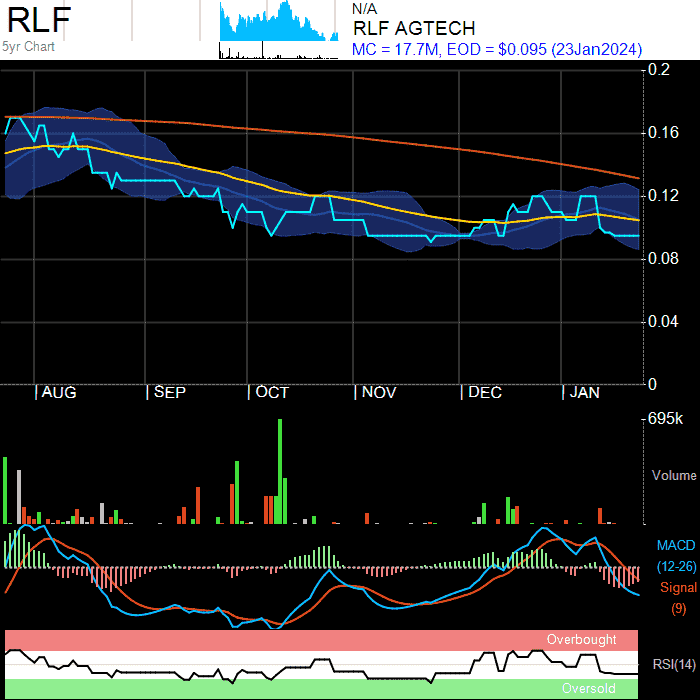 RLF
5yr Chart
N/A
RLF AGTECH
MC = 17.7M, EOD = $0.095 (23Jan2024)
0.2
0.16
0.12
0.08
0.04
0
AUG SEP OCT NOV DEC JAN
695k
Volume
MACD
(12-26)
Signal
(9)
Overbought
RSI(14)
Oversold